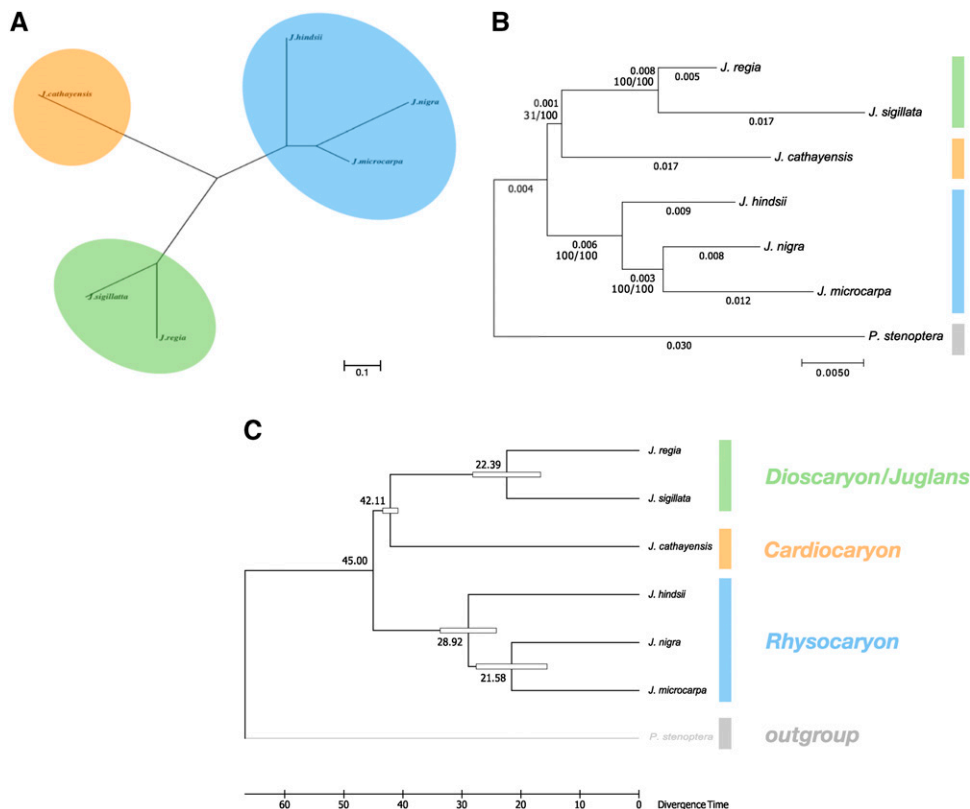 A
J.hindsii
J.cathayensis
J.nigra
J.microcarpa
J.sigillatta
J.regia
0.1
B
0.008
100/100
J. regia
0.005
0.001
31/100
J. sigillata
0.017
J. cathayensis
0.017
0.004
J. hindsii
0.009
0.006
100/100
J. nigra
0.008
0.003
100/100
J. microcarpa
0.012
P. stenoptera
0.030
0.0050
C
J. regia
22.39
Dioscaryon/Juglans
42.11
J. sigillata
J. cathayensis
Cardiocaryon
45.00
J. hindsii
28.92
J. nigra
Rhysocaryon
21.58
J. microcarpa
P. stenoptera
outgroup
60 50 40 30 20 10 0 Divergence Time